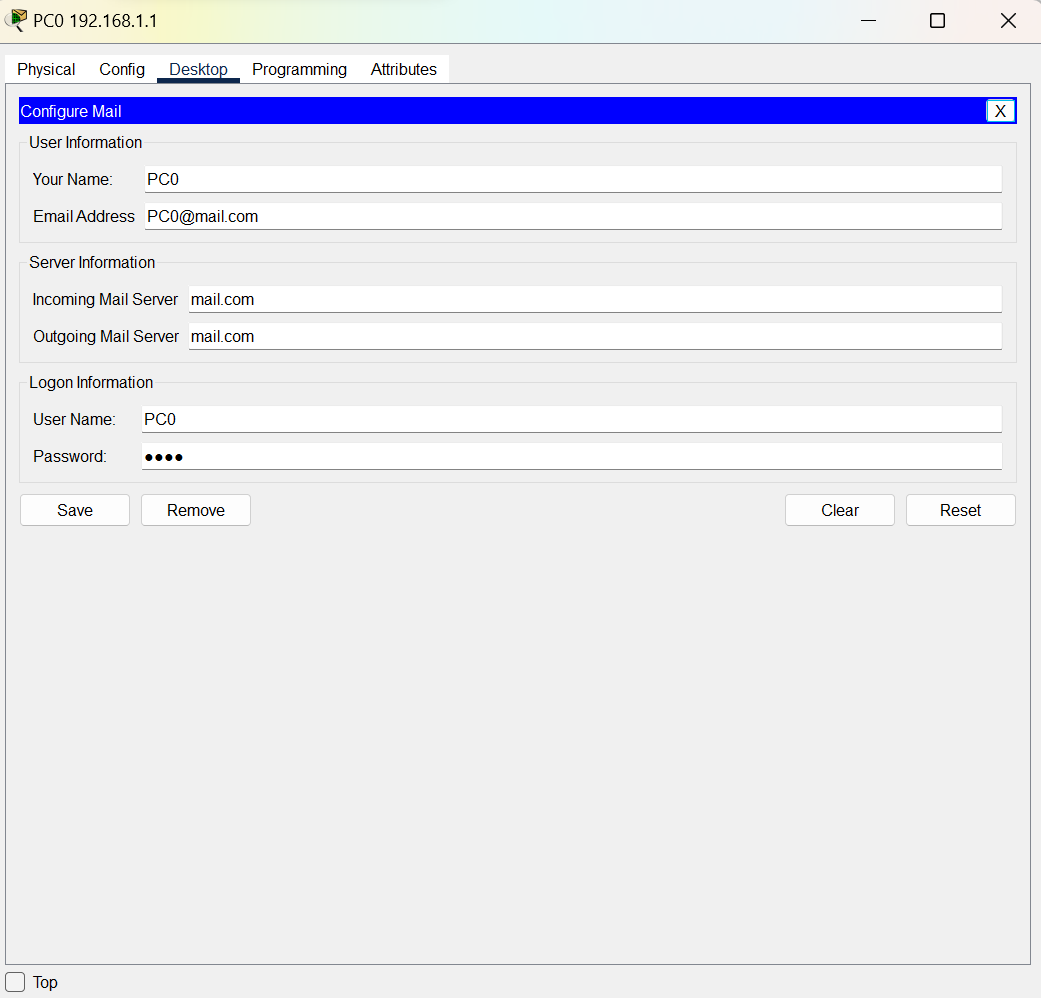 PC0 192.168.1.1
Physical Config Desktop Programming Attributes
Configure Mail X
User Information
Your Name: PC0
Email Address PC0@mail.com
Server Information
Incoming Mail Server mail.com
Outgoing Mail Server mail.com
Logon Information
User Name: PC0
Password: ●●●●
Save Remove Clear Reset
Top